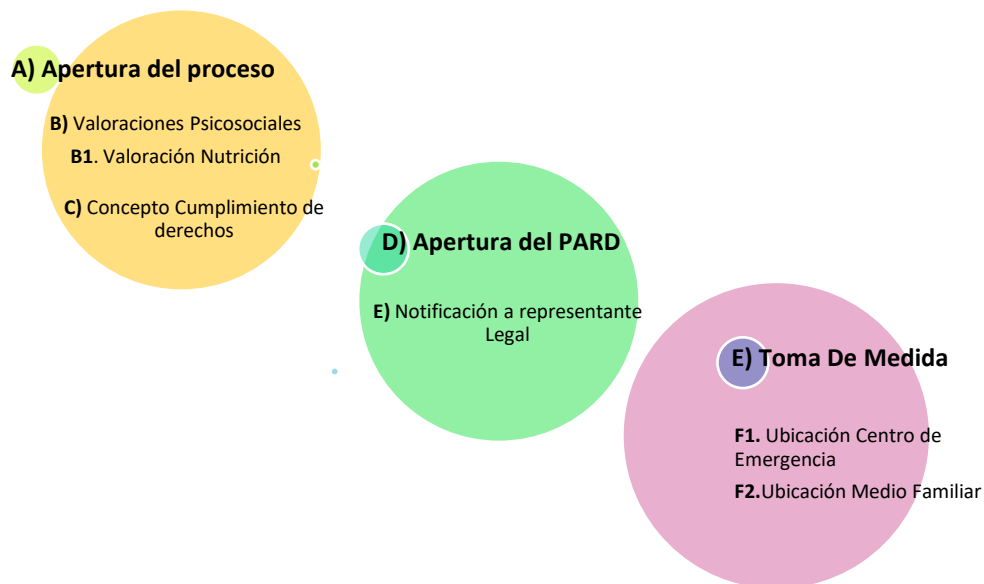 A) Apertura del proceso
B) Valoraciones Psicosociales
B1. Valoración Nutrición
C) Concepto Cumplimiento de
derechos
D) Apertura del PARD
E) Notificación a representante
Legal
E) Toma De Medida
F1. Ubicación Centro de
Emergencia
F2.Ubicación Medio Familiar